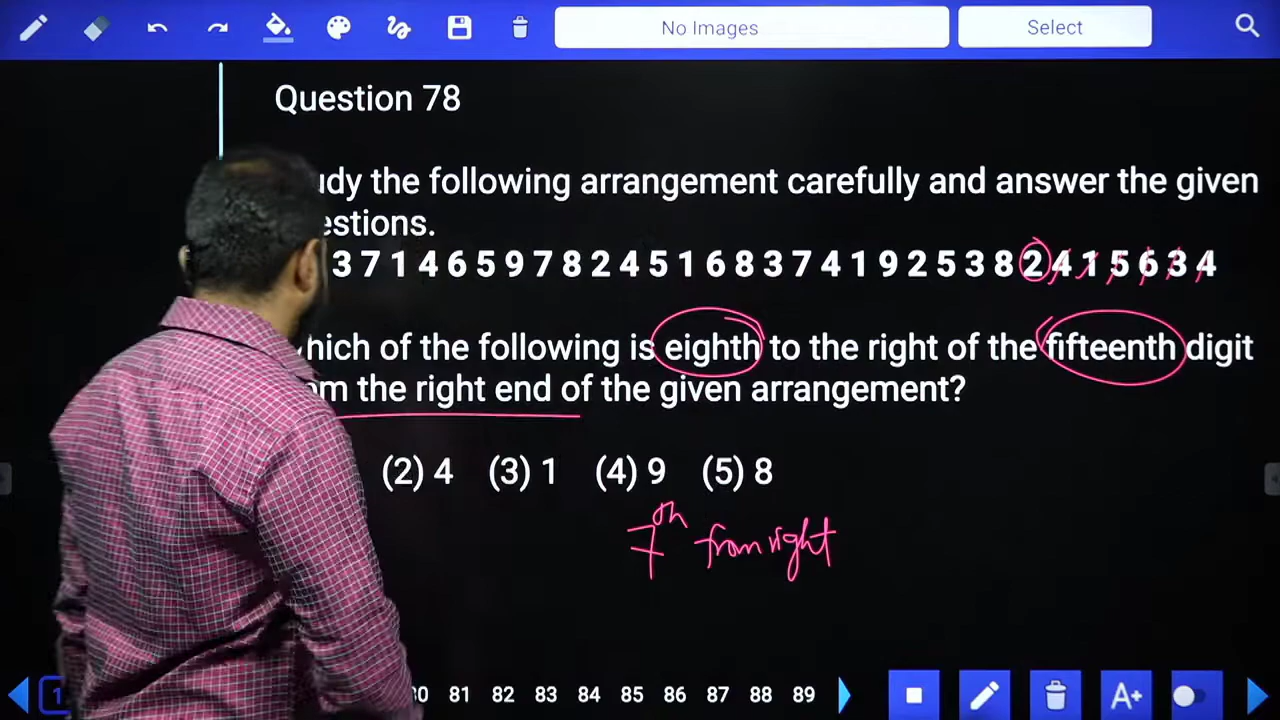 No Images
Select
Question 78
the following arrangement carefully and answer the given
3 7 1 4 6 5 9 7 8 2 4 5 1 6 8 3 7 4 1 9 2 5 3 8 2 4 1 5 6 3 4
of the following is eighth to the right of the fifteenth digit
the right end of the given arrangement?
(2) 4 (3) 1 (4) 9 (5) 8
7th from right
81 82 83 84 85 86 87 88 89
A+